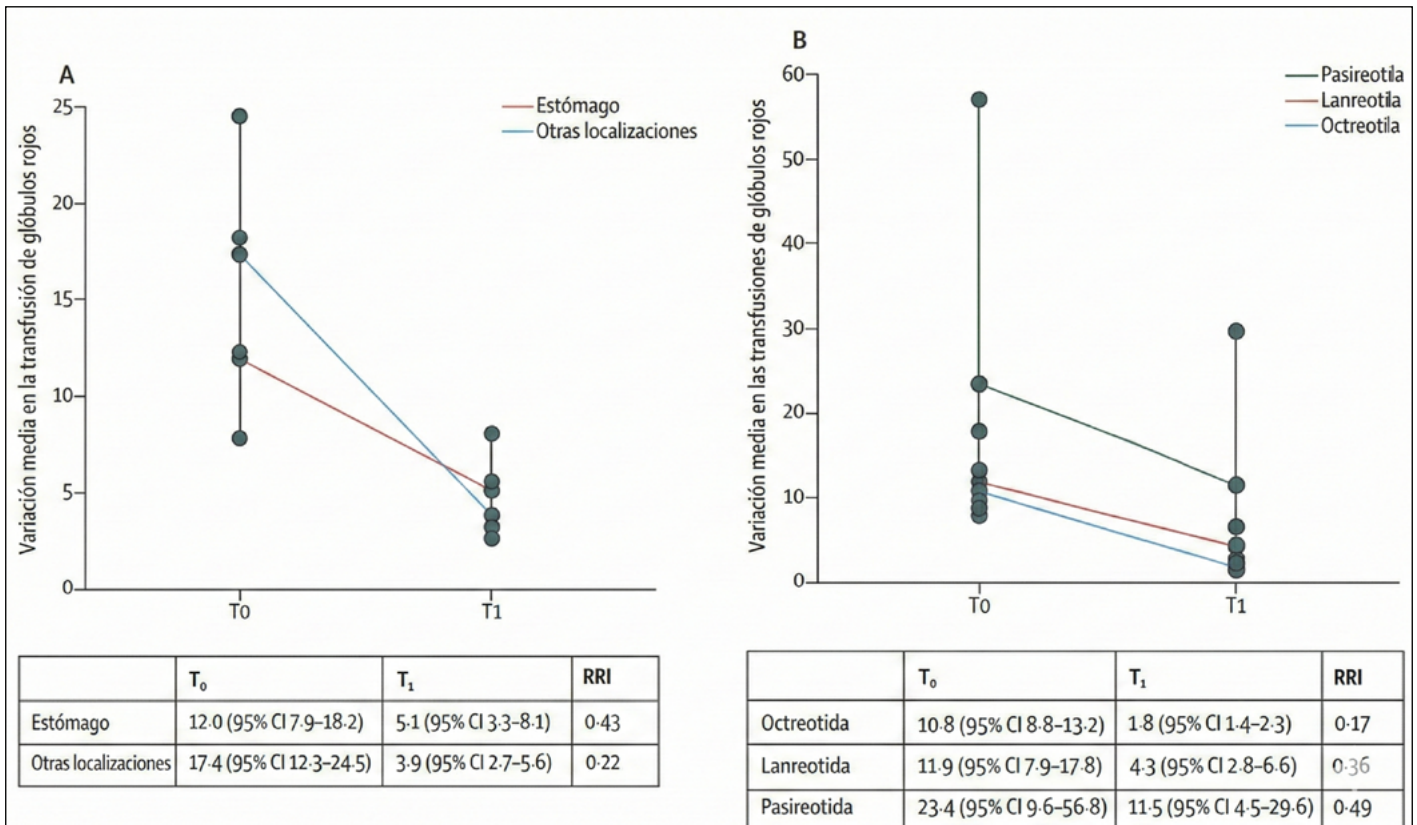 A
Variación media en la transfusión de glóbulos rojos
25
20
15
10
5
0
T0
T1
Estómago
Otras localizaciones
T₀ T₁ RRI
Estómago 12·0 (95% CI 7·9–18·2) 5·1 (95% CI 3·3–8·1) 0·43
Otras localizaciones 17·4 (95% CI 12·3–24·5) 3·9 (95% CI 2·7–5·6) 0·22
B
Variación media en las transfusiones de glóbulos rojos
60
50
40
30
20
10
0
T0
T1
Pasireotila
Lanreotila
Octreotila
T₀ T₁ RRI
Octreotida 10·8 (95% CI 8·8–13·2) 1·8 (95% CI 1·4–2·3) 0·17
Lanreotida 11·9 (95% CI 7·9–17·8) 4·3 (95% CI 2·8–6·6) 0·36
Pasireotida 23·4 (95% CI 9·6–56·8) 11·5 (95% CI 4·5–29·6) 0·49